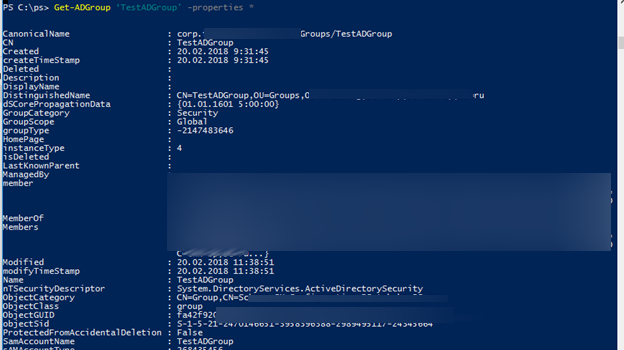 PS C:\ps> Get-ADGroup 'TestADGroup' -properties *
CanonicalName : corp. Groups/TestADGroup
CN : TestADGroup
Created : 20.02.2018 9:31:45
createTimeStamp : 20.02.2018 9:31:45
Deleted :
Description :
DisplayName :
DistinguishedName : CN=TestADGroup,OU=Groups,O ru
dSCorePropagationData : {01.01.1601 5:00:00}
GroupCategory : Security
GroupScope : Global
groupType : -2147483646
HomePage :
instanceType : 4
isDeleted :
LastKnownParent :
ManagedBy
member
MemberOf
Members
...}
Modified : 20.02.2018 11:38:51
modifyTimeStamp : 20.02.2018 11:38:51
Name : TestADGroup
nTSecurityDescriptor : System.DirectoryServices.ActiveDirectorySecurity
ObjectCategory : CN=Group,CN=Sc
ObjectClass : group
ObjectGUID : fa42f92
objectSid :
ProtectedFromAccidentalDeletion : False
SamAccountName : TestADGroup
sAMAccountType : 268435456